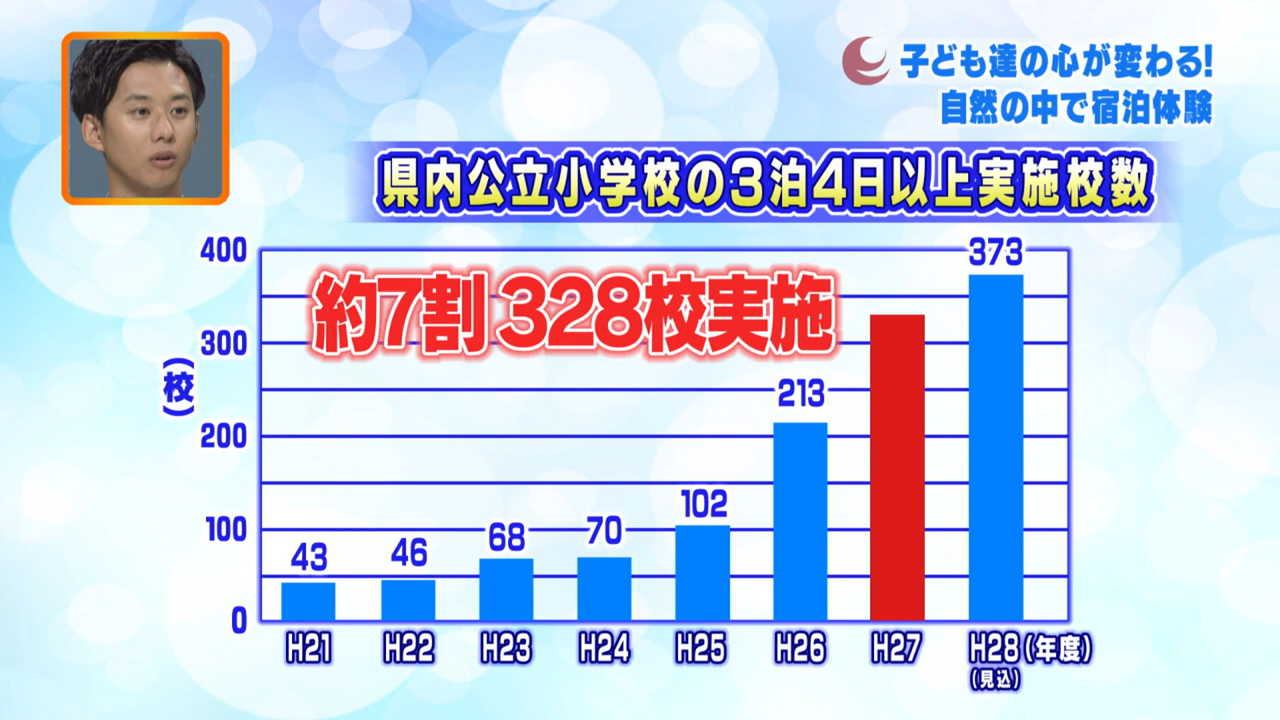 子ども達の心が変わる!
自然の中で宿泊体験
県内公立小学校の3泊4日以上実施校数
約7割 328校実施
(校)
400
300
200
100
0
43
46
68
70
102
213
373
H21 H22 H23 H24 H25 H26 H27 H28(年度)
(見込)